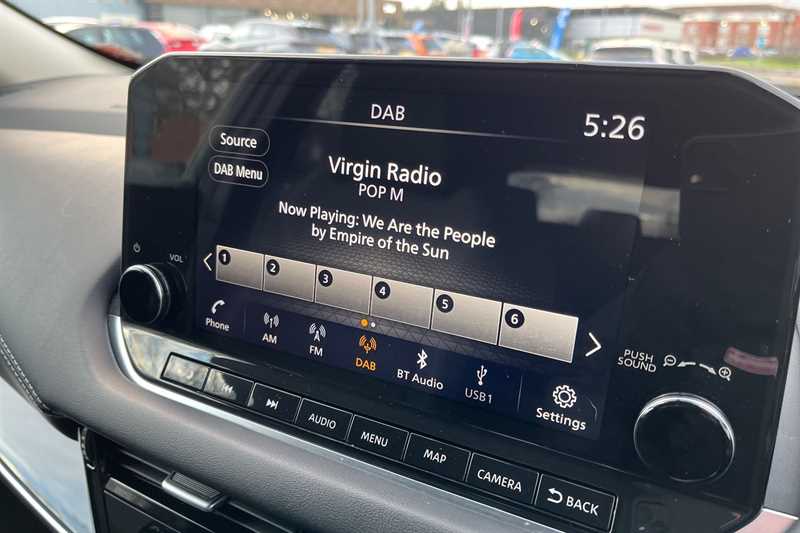 DAB
5:26
Source
DAB Menu
Virgin Radio
POP M
Now Playing: We Are the People
by Empire of the Sun
VOL
1
2
3
4
5
6
Phone
AM
FM
DAB
BT Audio
USB1
Settings
PUSH
SOUND
AUDIO
MENU
MAP
CAMERA
BACK